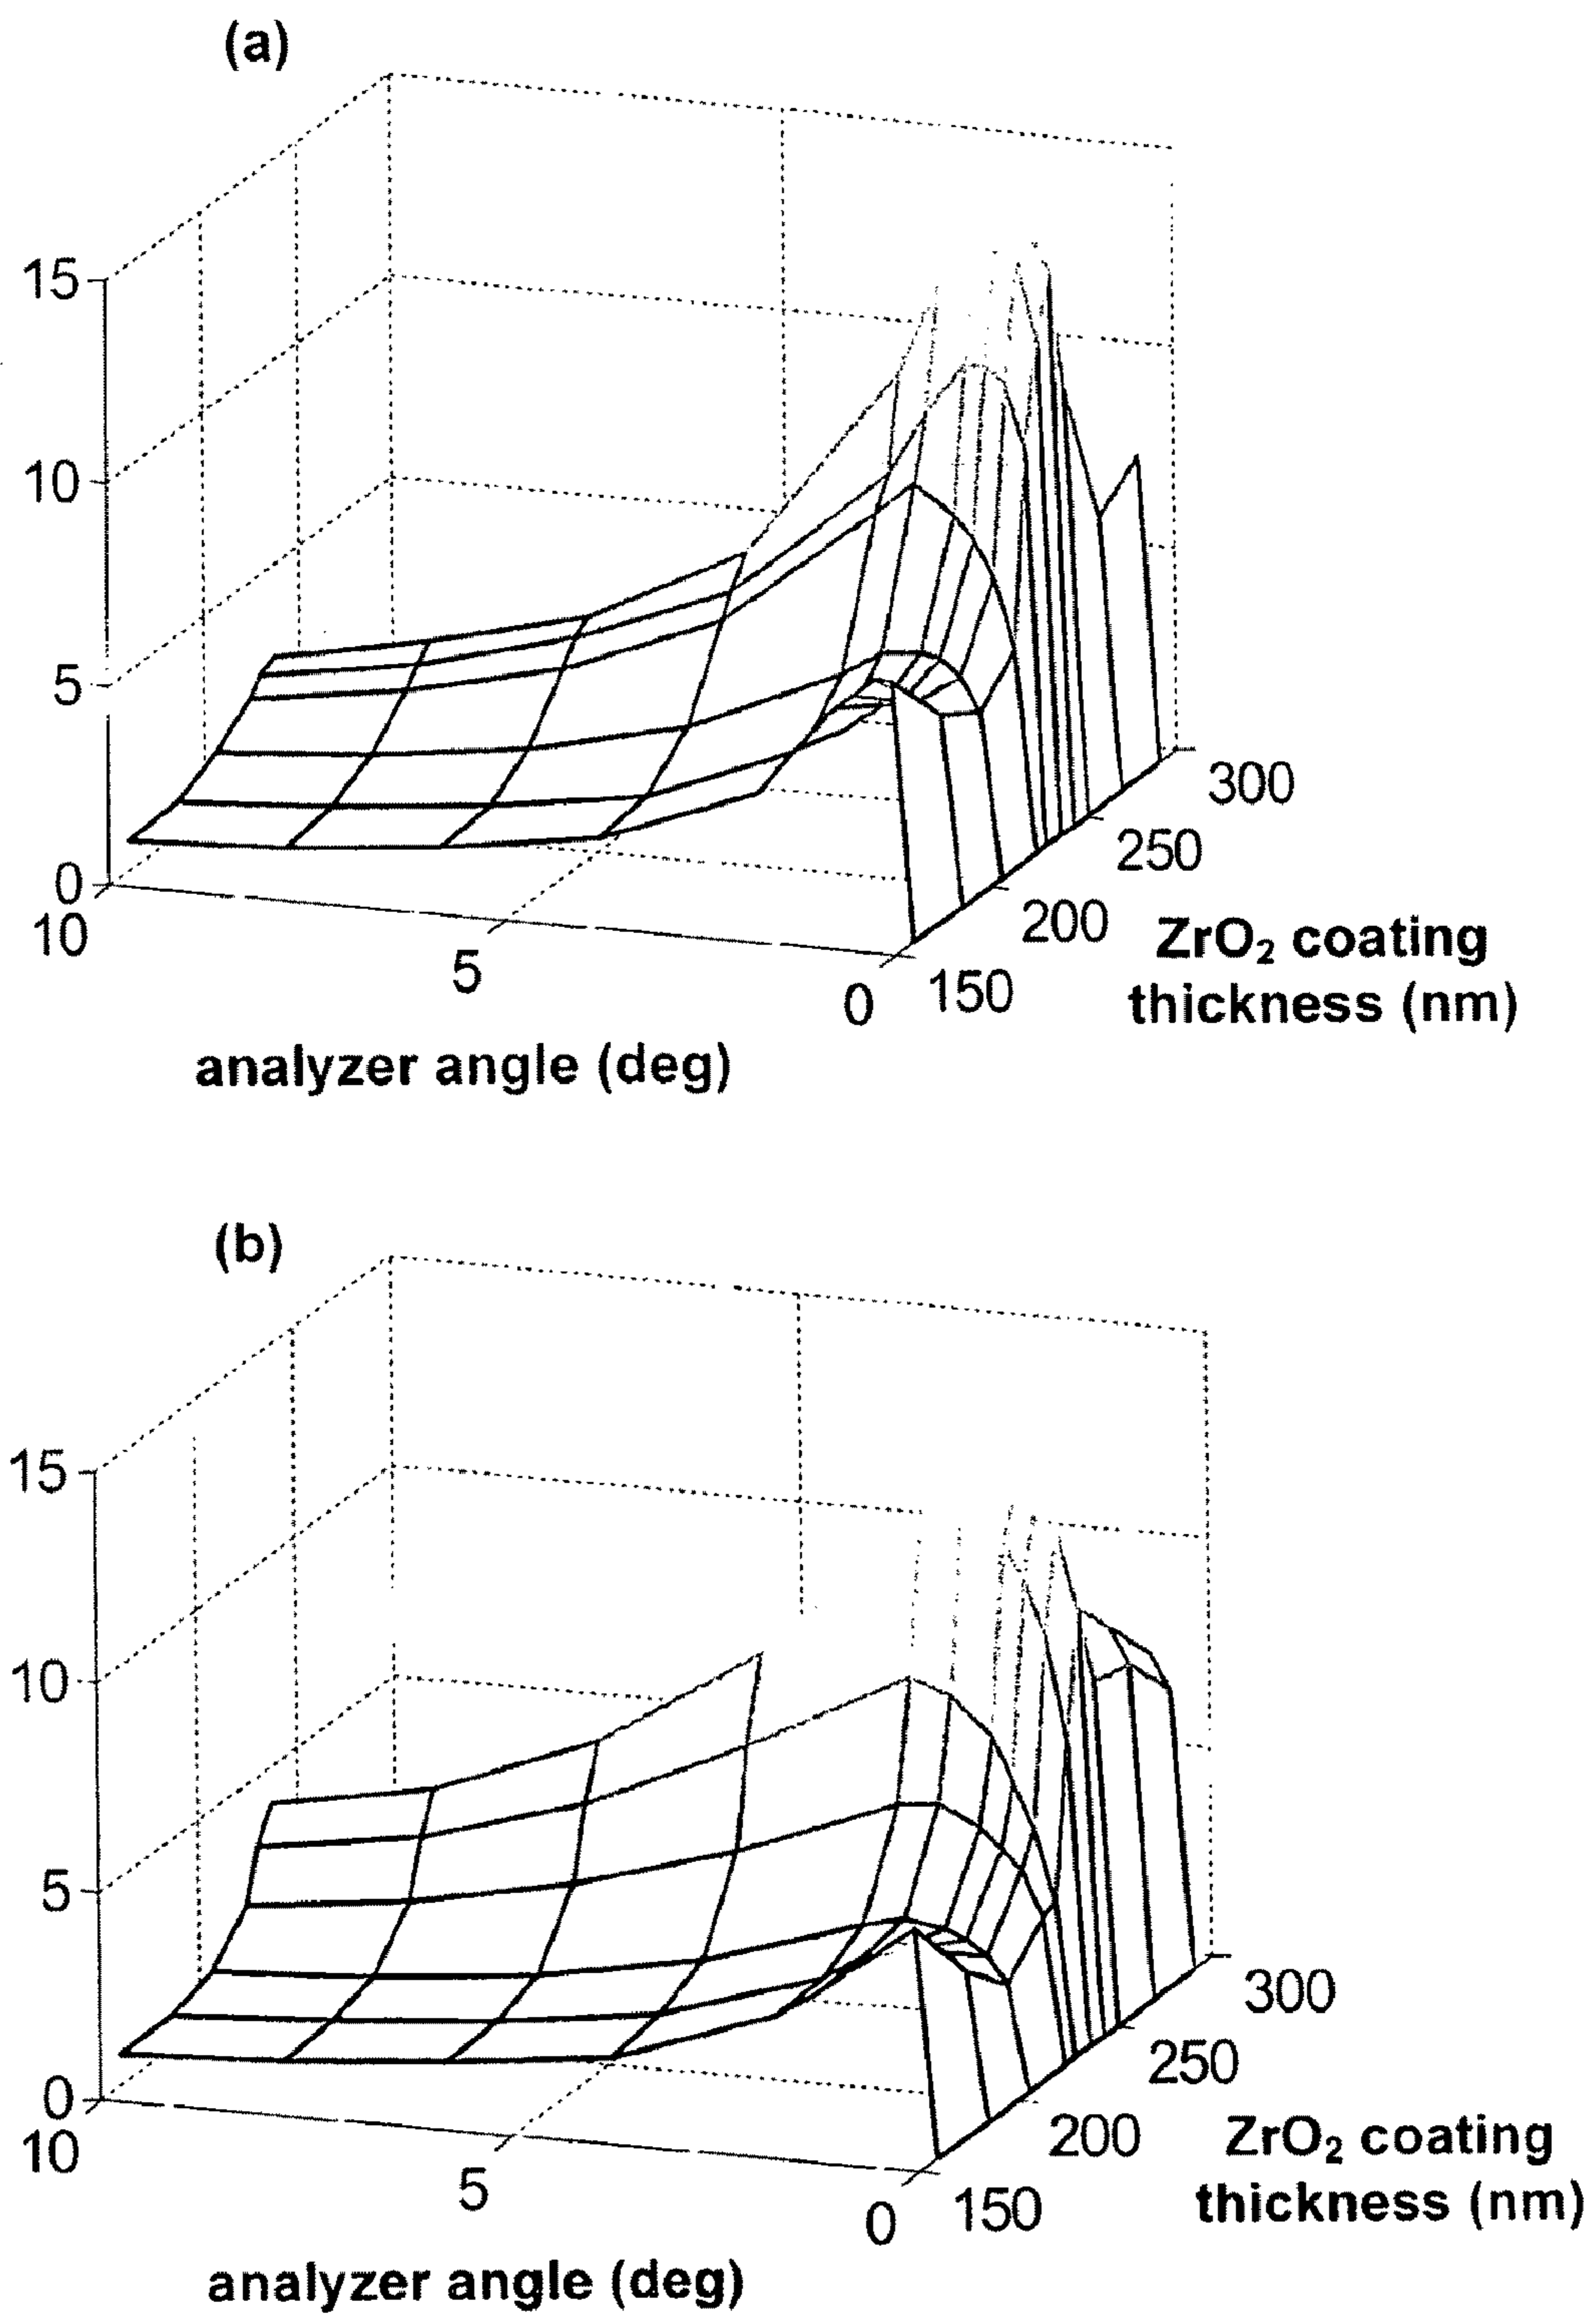 (a)
15
10
5
0
10
5
0
150
200
250
300
ZrO₂ coating
thickness (nm)
analyzer angle (deg)
(b)
15
10
5
0
10
5
0
150
200
250
300
ZrO₂ coating
thickness (nm)
analyzer angle (deg)